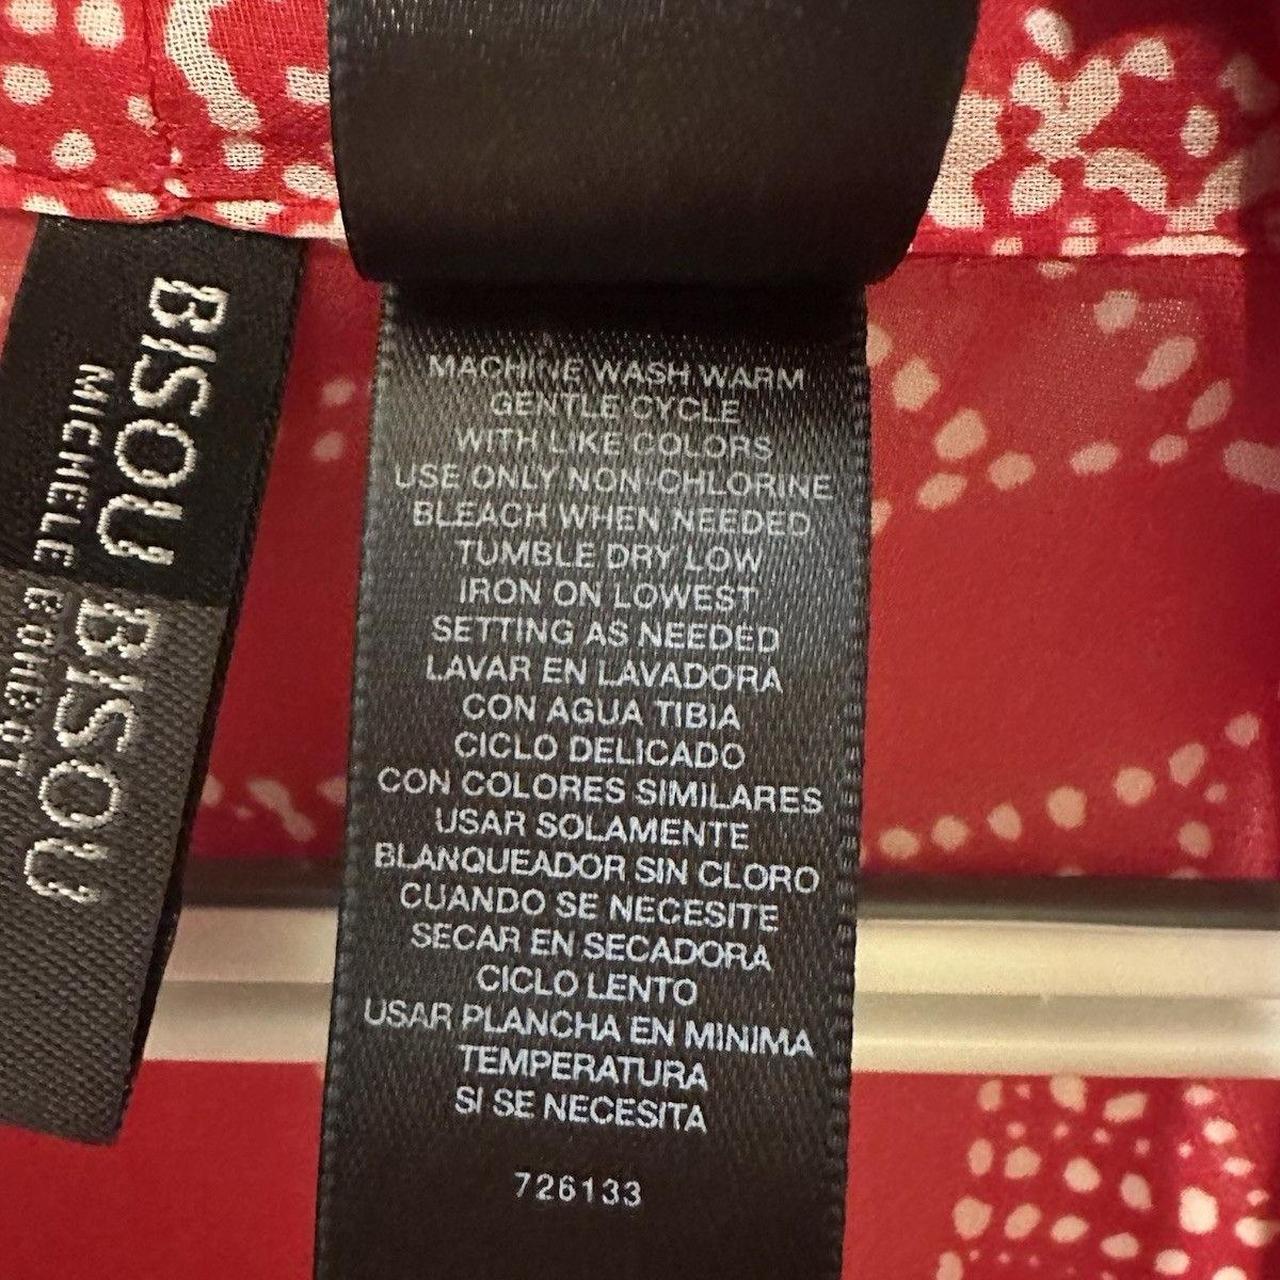 BISOU BISOU
MICHELE BOHBOT
MACHINE WASH WARM
GENTLE CYCLE
WITH LIKE COLORS
USE ONLY NON-CHLORINE
BLEACH WHEN NEEDED
TUMBLE DRY LOW
IRON ON LOWEST
SETTING AS NEEDED
LAVAR EN LAVADORA
CON AGUA TIBIA
CICLO DELICADO
CON COLORES SIMILARES
USAR SOLAMENTE
BLANQUEADOR SIN CLORO
CUANDO SE NECESITE
SECAR EN SECADORA
CICLO LENTO
USAR PLANCHA EN MINIMA
TEMPERATURA
SI SE NECESITA
726133